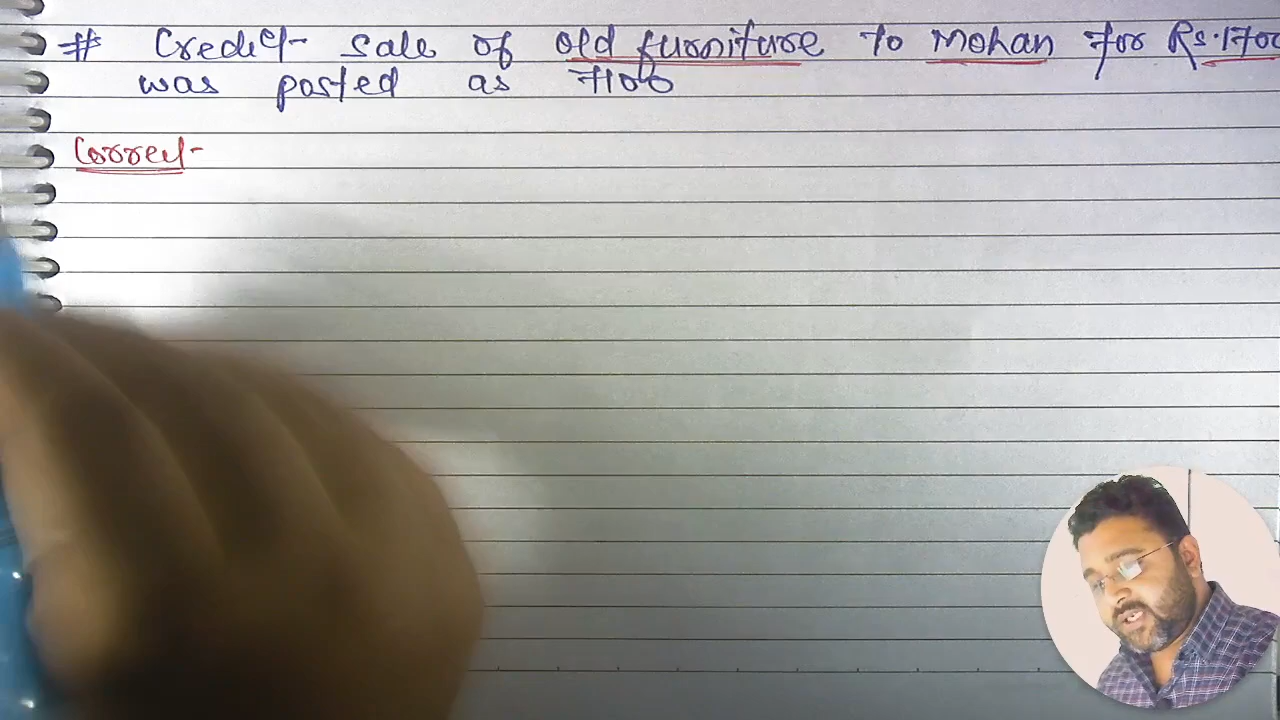 # Credit sale of old furniture to Mohan for Rs.1700
was posted as 7100
Correct